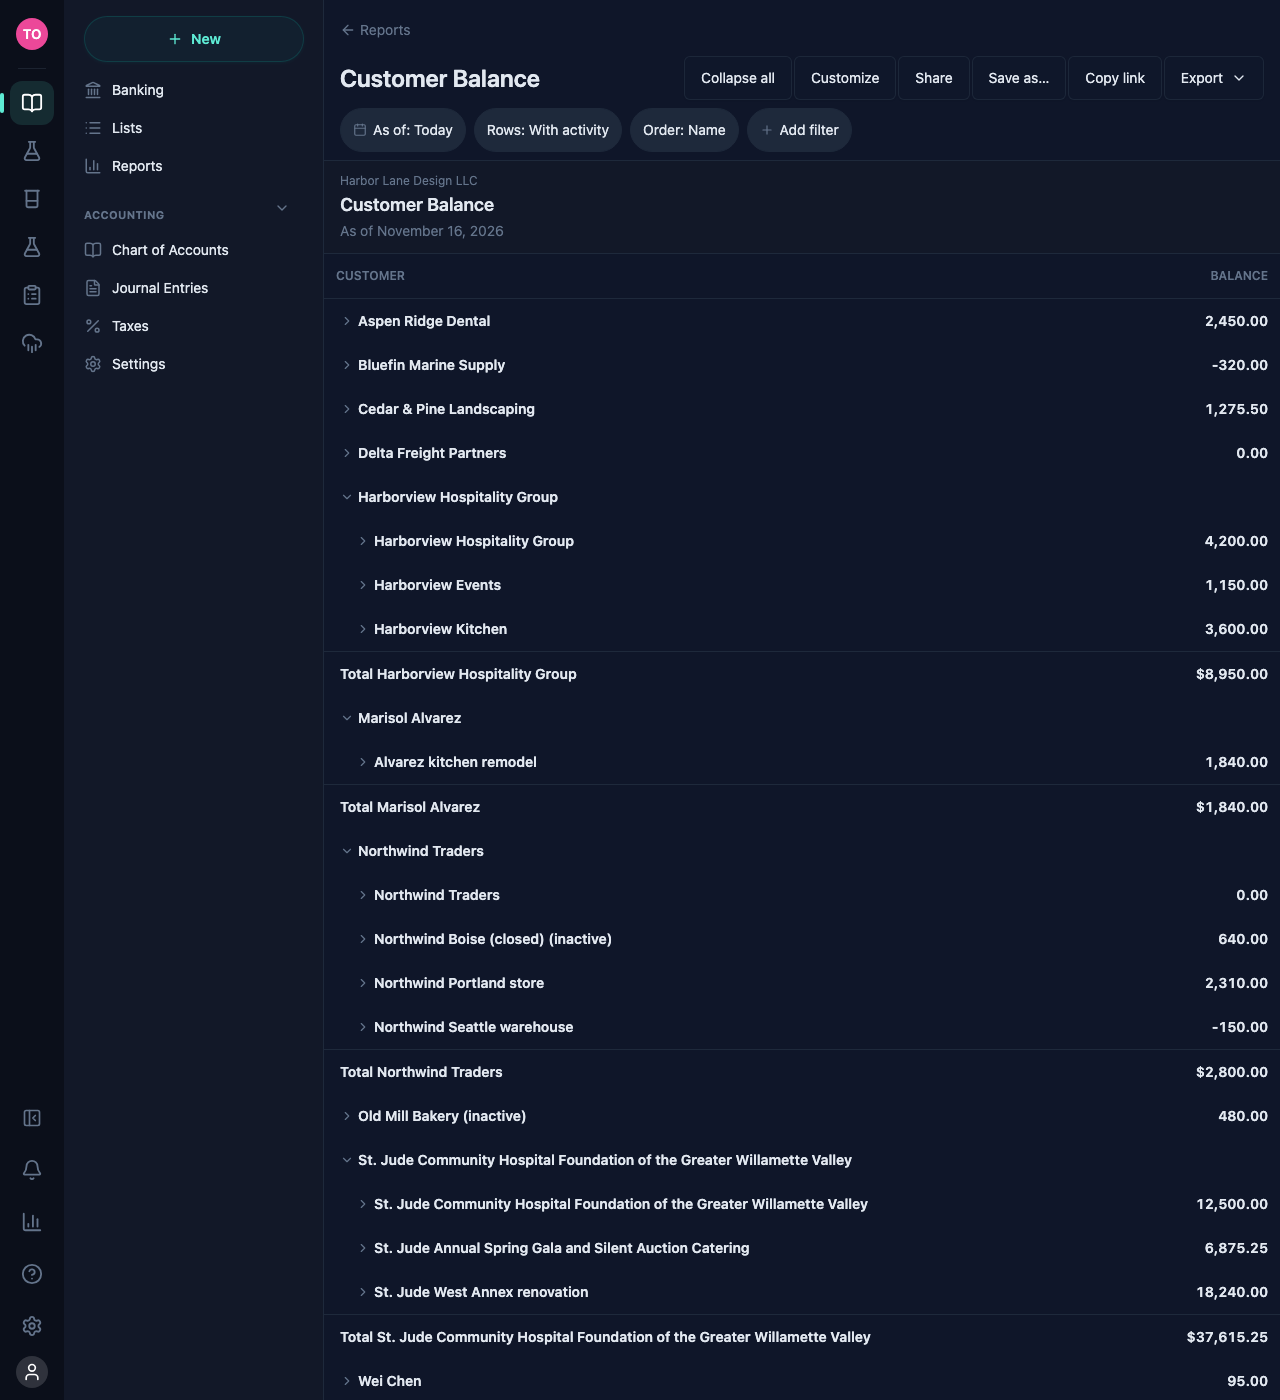 TO
New
Banking
Lists
Reports
ACCOUNTING
Chart of Accounts
Journal Entries
Taxes
Settings
Reports
Customer Balance
Collapse all
Customize
Share
Save as...
Copy link
Export
As of: Today
Rows: With activity
Order: Name
Add filter
Harbor Lane Design LLC
Customer Balance
As of November 16, 2026
CUSTOMER BALANCE
Aspen Ridge Dental 2,450.00
Bluefin Marine Supply -320.00
Cedar & Pine Landscaping 1,275.50
Delta Freight Partners 0.00
Harborview Hospitality Group
Harborview Hospitality Group 4,200.00
Harborview Events 1,150.00
Harborview Kitchen 3,600.00
Total Harborview Hospitality Group $8,950.00
Marisol Alvarez
Alvarez kitchen remodel 1,840.00
Total Marisol Alvarez $1,840.00
Northwind Traders
Northwind Traders 0.00
Northwind Boise (closed) (inactive) 640.00
Northwind Portland store 2,310.00
Northwind Seattle warehouse -150.00
Total Northwind Traders $2,800.00
Old Mill Bakery (inactive) 480.00
St. Jude Community Hospital Foundation of the Greater Willamette Valley
St. Jude Community Hospital Foundation of the Greater Willamette Valley 12,500.00
St. Jude Annual Spring Gala and Silent Auction Catering 6,875.25
St. Jude West Annex renovation 18,240.00
Total St. Jude Community Hospital Foundation of the Greater Willamette Valley $37,615.25
Wei Chen 95.00